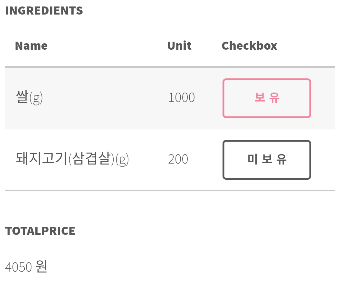 INGREDIENTS
Name Unit Checkbox
쌀(g) 1000 보 유
돼지고기(삼겹살)(g) 200 미 보 유
TOTALPRICE
4050 원